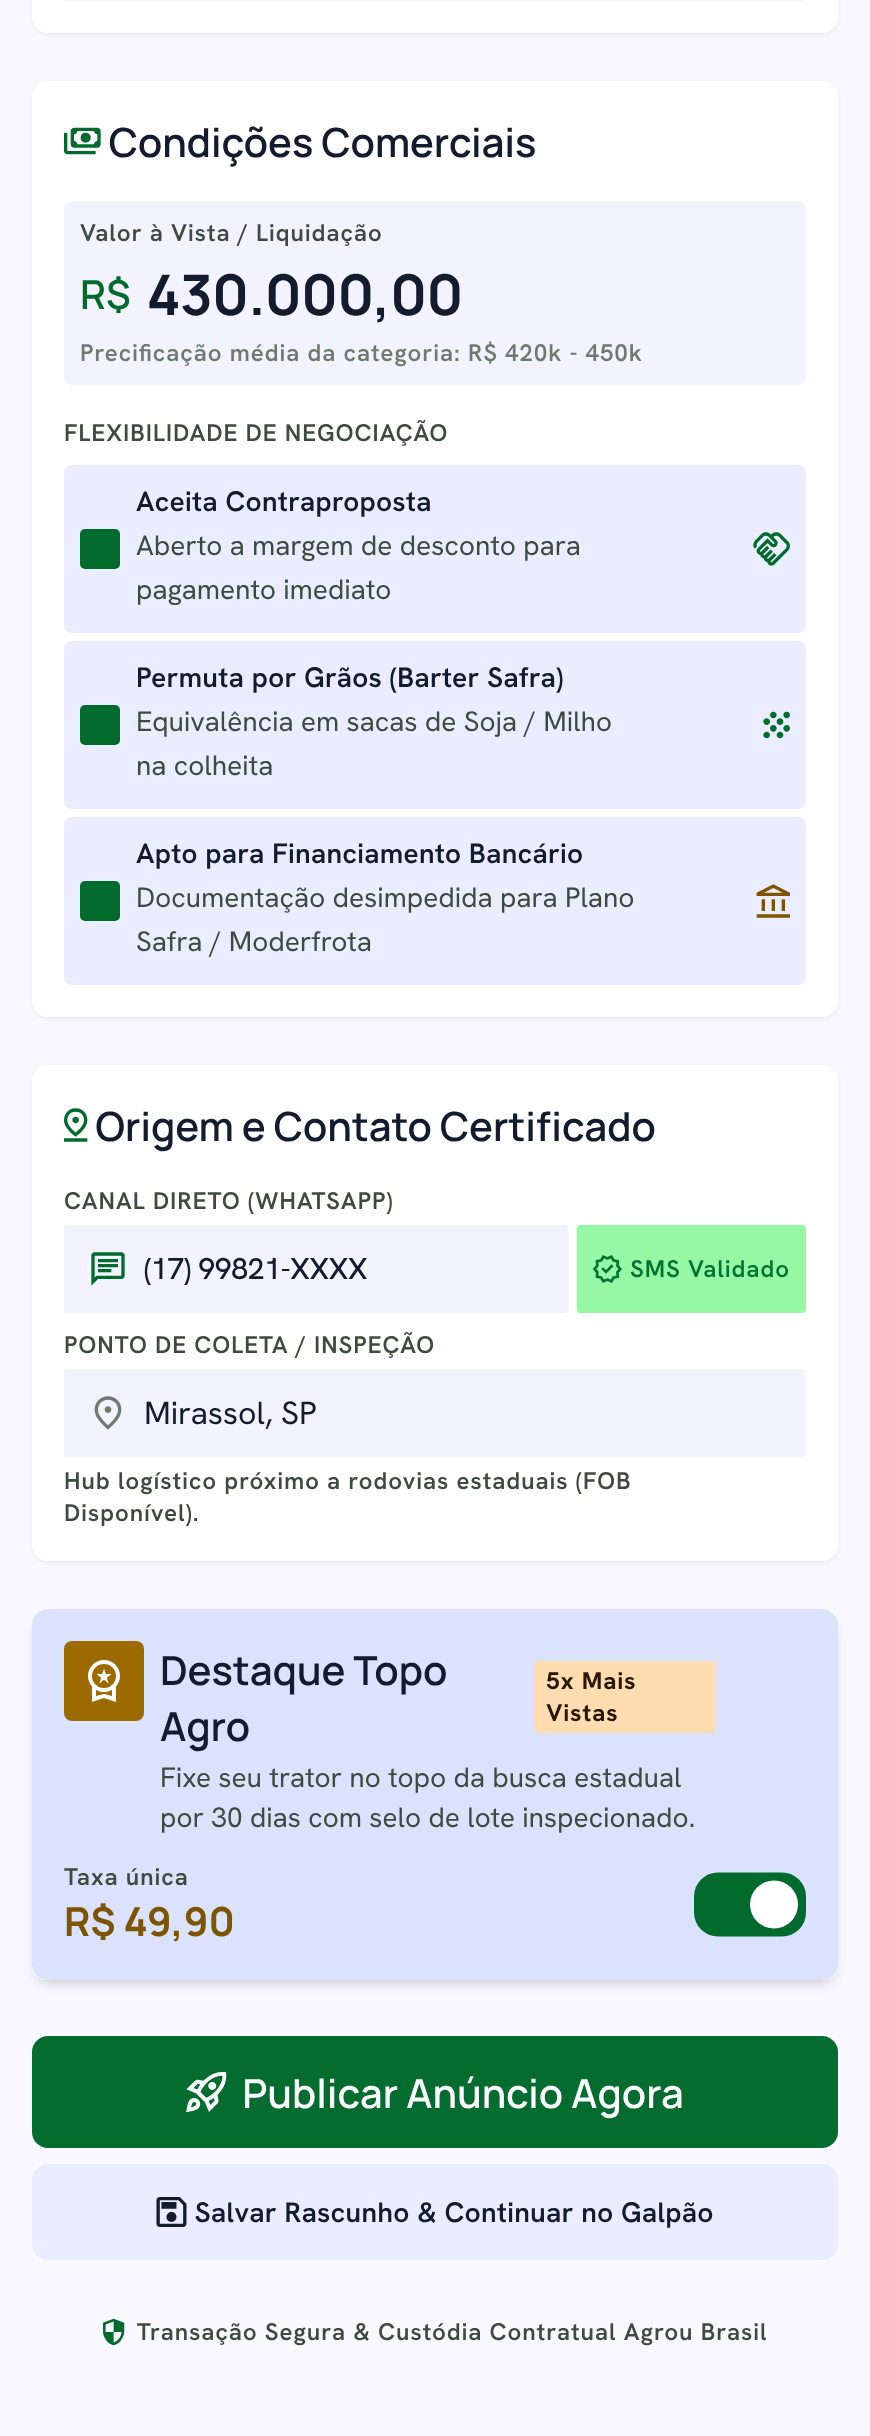 Condições Comerciais
Valor à Vista / Liquidação
R$ 430.000,00
Precificação média da categoria: R$ 420k - 450k
FLEXIBILIDADE DE NEGOCIAÇÃO
Aceita Contraproposta
Aberto a margem de desconto para
pagamento imediato
Permuta por Grãos (Barter Safra)
Equivalência em sacas de Soja / Milho
na colheita
Apto para Financiamento Bancário
Documentação desimpedida para Plano
Safra / Moderfrota
Origem e Contato Certificado
CANAL DIRETO (WHATSAPP)
(17) 99821-XXXX
SMS Validado
PONTO DE COLETA / INSPEÇÃO
Mirassol, SP
Hub logístico próximo a rodovias estaduais (FOB
Disponível).
Destaque Topo
Agro
5x Mais
Vistas
Fixe seu trator no topo da busca estadual
por 30 dias com selo de lote inspecionado.
Taxa única
R$ 49,90
Publicar Anúncio Agora
Salvar Rascunho & Continuar no Galpão
Transação Segura & Custódia Contratual Agrou Brasil